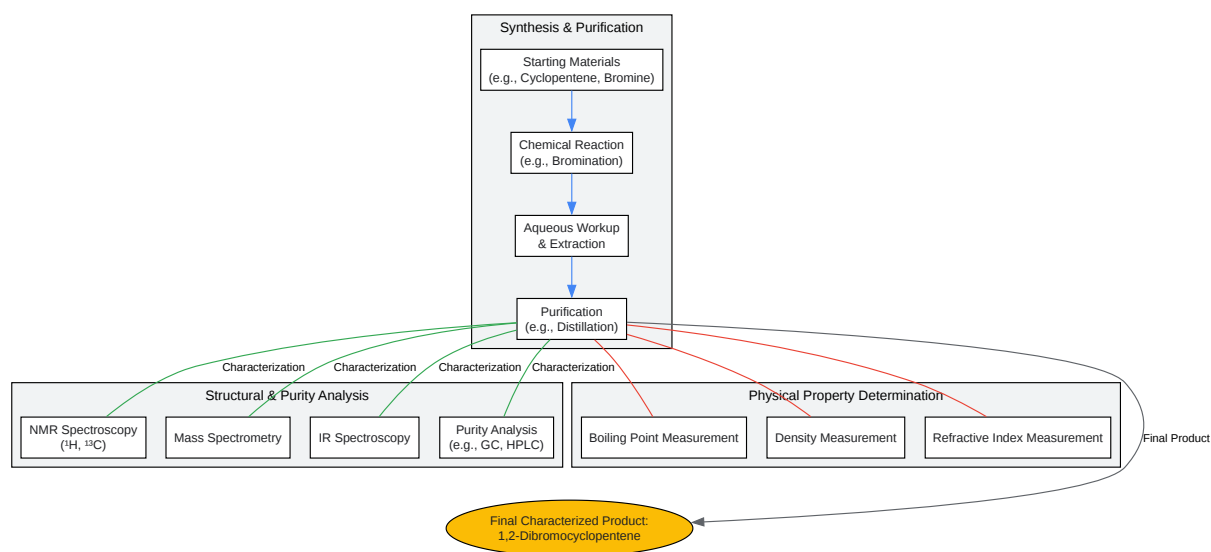 Synthesis & Purification
Starting Materials
(e.g., Cyclopentene, Bromine)
Chemical Reaction
(e.g., Bromination)
Aqueous Workup
& Extraction
Purification
(e.g., Distillation)
Characterization
Characterization
Characterization
Characterization
Structural & Purity Analysis
NMR Spectroscopy
(¹H, ¹³C)
Mass Spectrometry
IR Spectroscopy
Purity Analysis
(e.g., GC, HPLC)
Physical Property Determination
Boiling Point Measurement
Density Measurement
Refractive Index Measurement
Final Product
Final Characterized Product:
1,2-Dibromocyclopentene